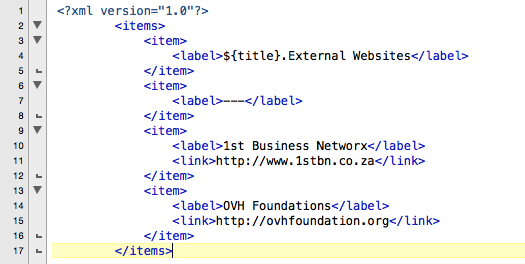 1 <?xml version="1.0"?>
2 <items>
3 <item>
4 <label>${title}.External Websites</label>
5 </item>
6 <item>
7 <label>---</label>
8 </item>
9 <item>
10 <label>1st Business Networx</label>
11 <link>http://www.1stbn.co.za</link>
12 </item>
13 <item>
14 <label>OVH Foundations</label>
15 <link>http://ovhfoundation.org</link>
16 </item>
17 </items>